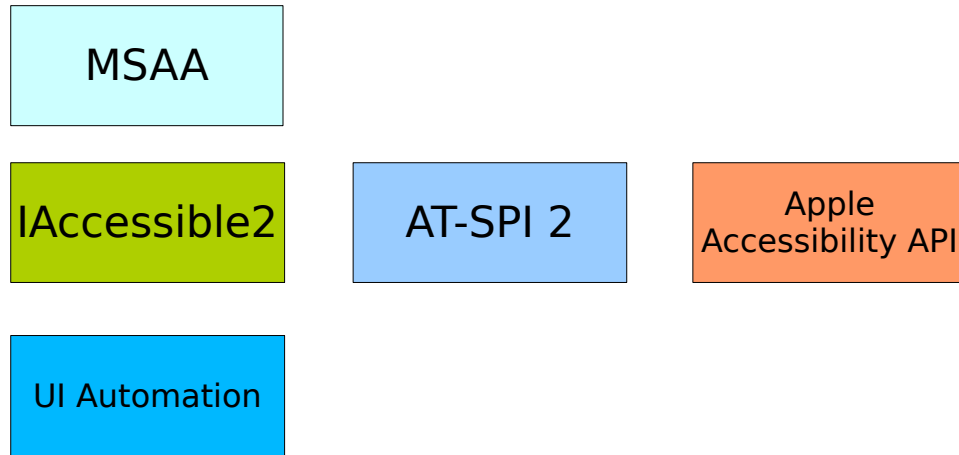 MSAA
IAccessible2
AT-SPI 2
Apple
Accessibility API
UI Automation